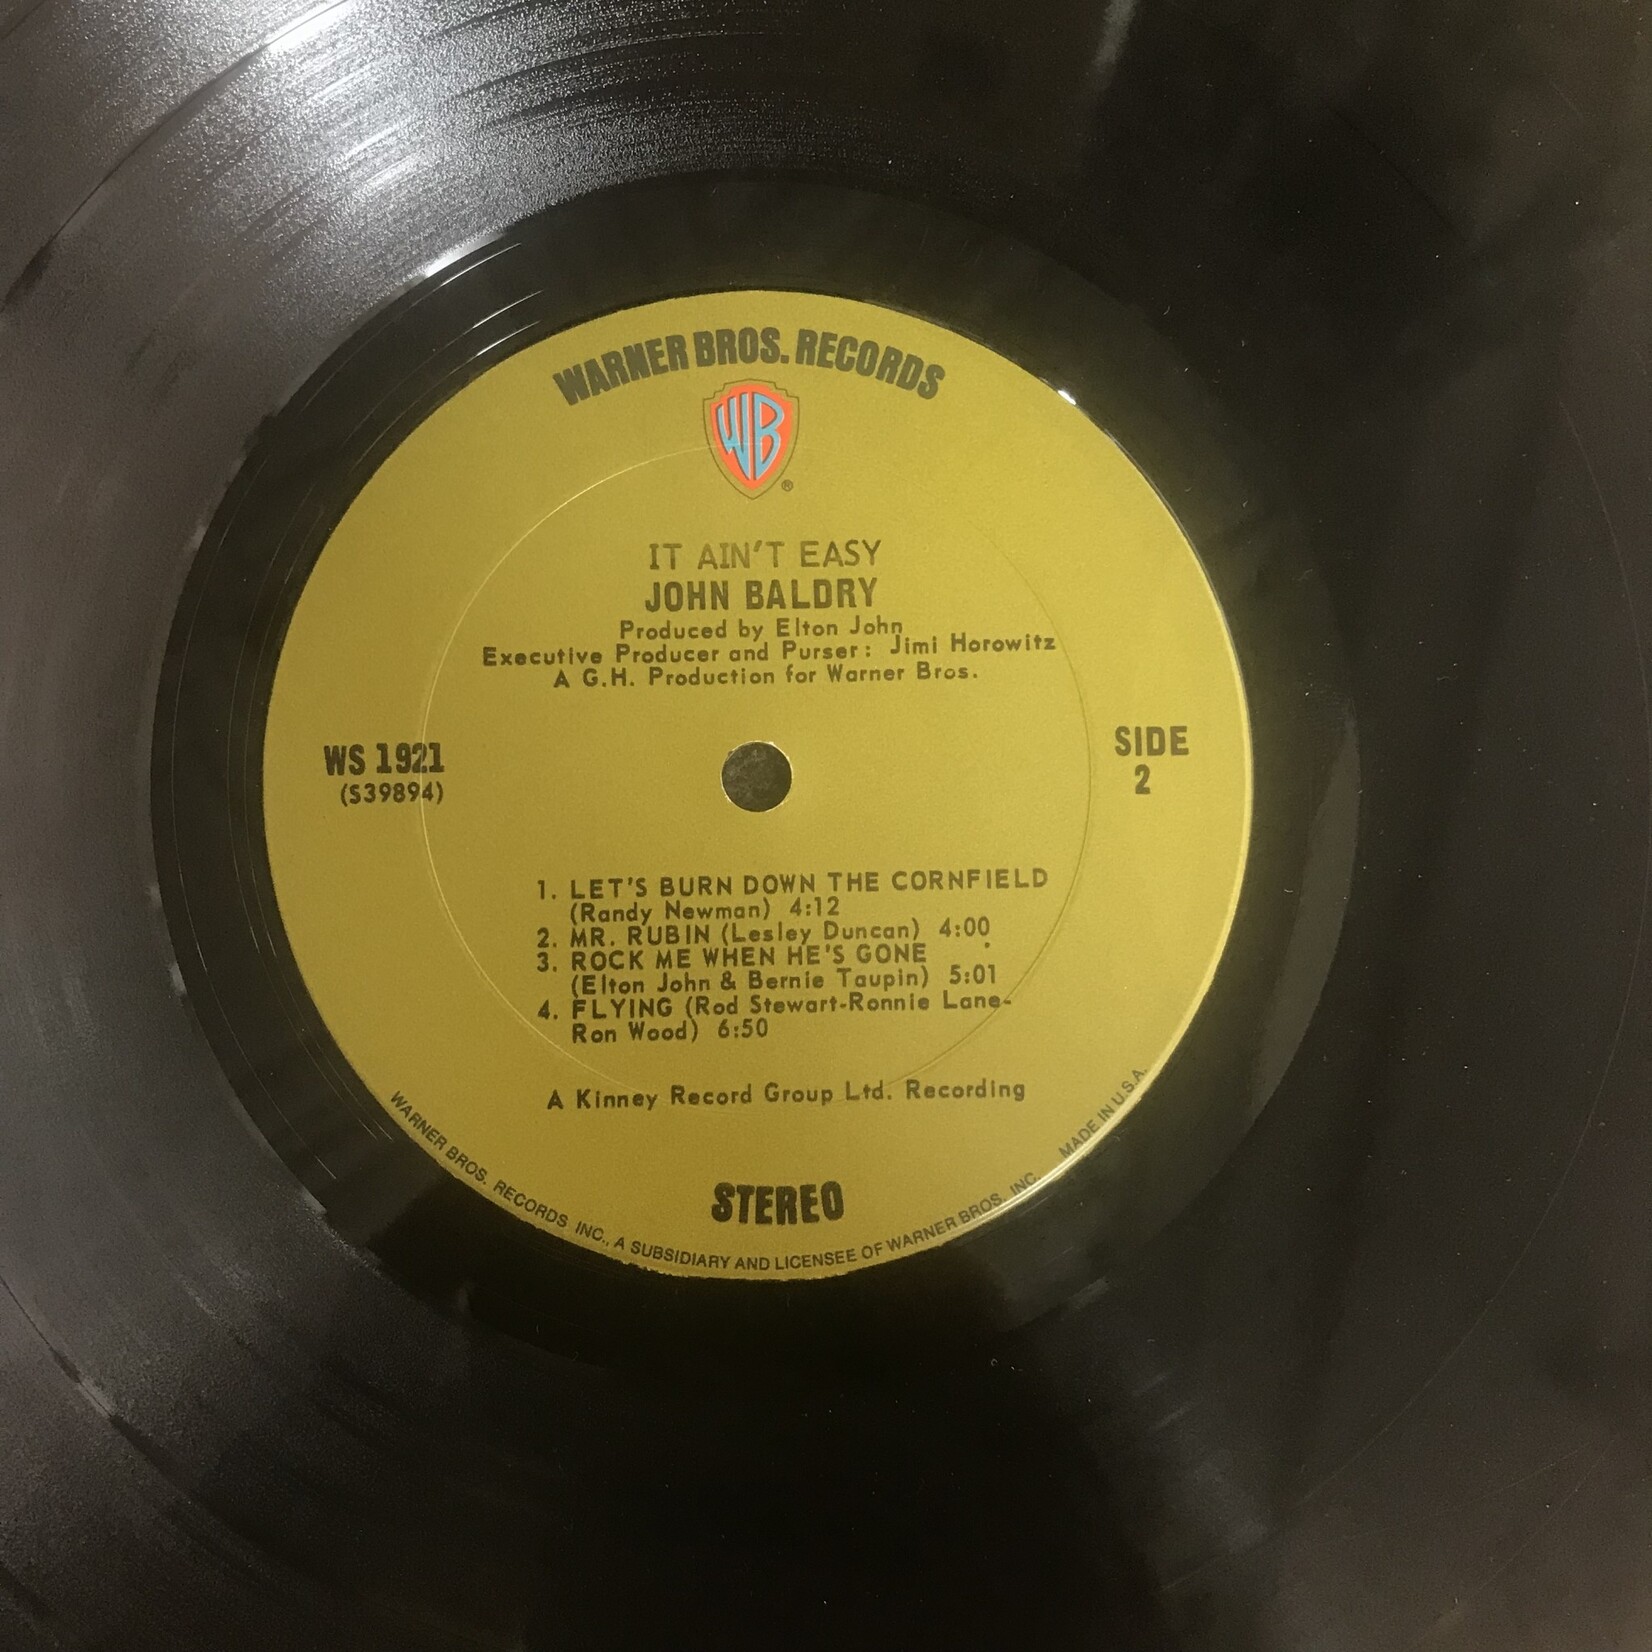 WARNER BROS. RECORDS
WB
®
IT AIN'T EASY
JOHN BALDRY
Produced by Elton John
Executive Producer and Purser: Jimi Horowitz
A G.H. Production for Warner Bros.
WS 1921
(S39894)
SIDE
2
1. LET'S BURN DOWN THE CORNFIELD
(Randy Newman) 4:12
2. MR. RUBIN (Lesley Duncan) 4:00
3. ROCK ME WHEN HE'S GONE
(Elton John & Bernie Taupin) 5:01
4. FLYING (Rod Stewart-Ronnie Lane-
Ron Wood) 6:50
A Kinney Record Group Ltd. Recording
STEREO
WARNER BROS. RECORDS INC., A SUBSIDIARY AND LICENSEE OF WARNER BROS. INC. MADE IN U.S.A.